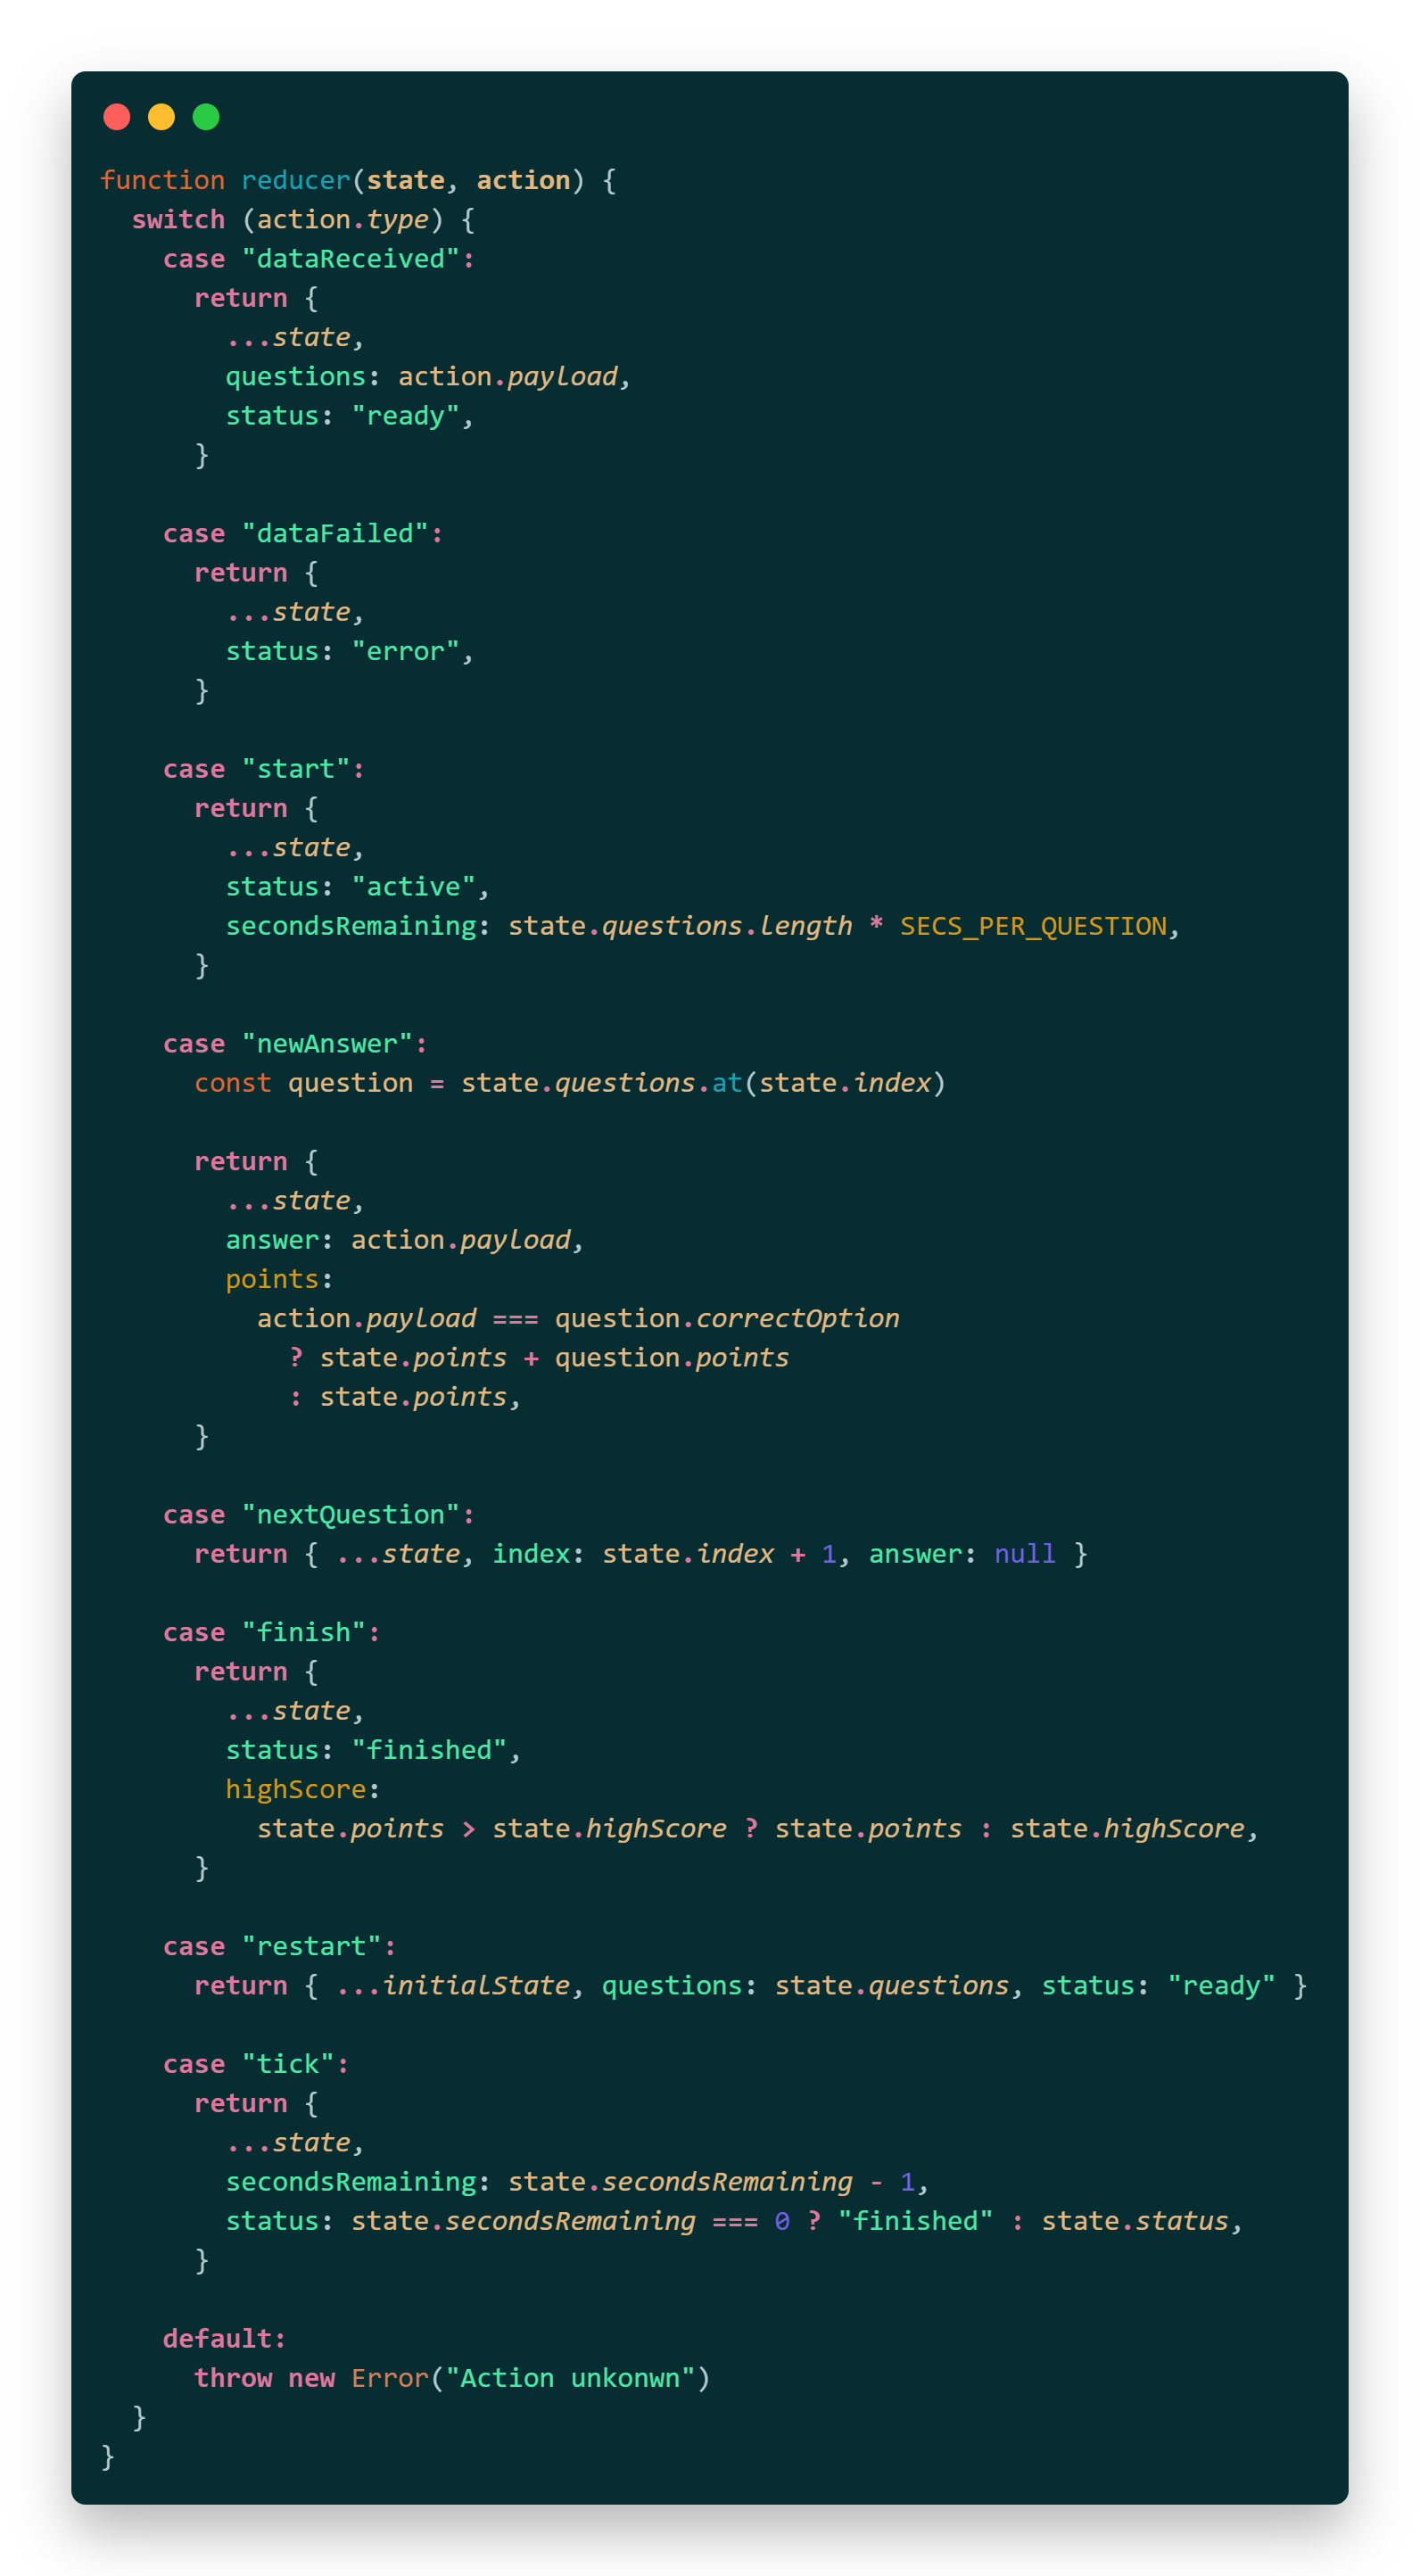 function reducer(state, action) {
  switch (action.type) {
    case "dataReceived":
      return {
        ...state,
        questions: action.payload,
        status: "ready",
      }

    case "dataFailed":
      return {
        ...state,
        status: "error",
      }

    case "start":
      return {
        ...state,
        status: "active",
        secondsRemaining: state.questions.length * SECS_PER_QUESTION,
      }

    case "newAnswer":
      const question = state.questions.at(state.index)

      return {
        ...state,
        answer: action.payload,
        points:
          action.payload === question.correctOption
            ? state.points + question.points
            : state.points,
      }

    case "nextQuestion":
      return { ...state, index: state.index + 1, answer: null }

    case "finish":
      return {
        ...state,
        status: "finished",
        highScore:
          state.points > state.highScore ? state.points : state.highScore,
      }

    case "restart":
      return { ...initialState, questions: state.questions, status: "ready" }

    case "tick":
      return {
        ...state,
        secondsRemaining: state.secondsRemaining - 1,
        status: state.secondsRemaining === 0 ? "finished" : state.status,
      }

    default:
      throw new Error("Action unkonwn")
  }
}